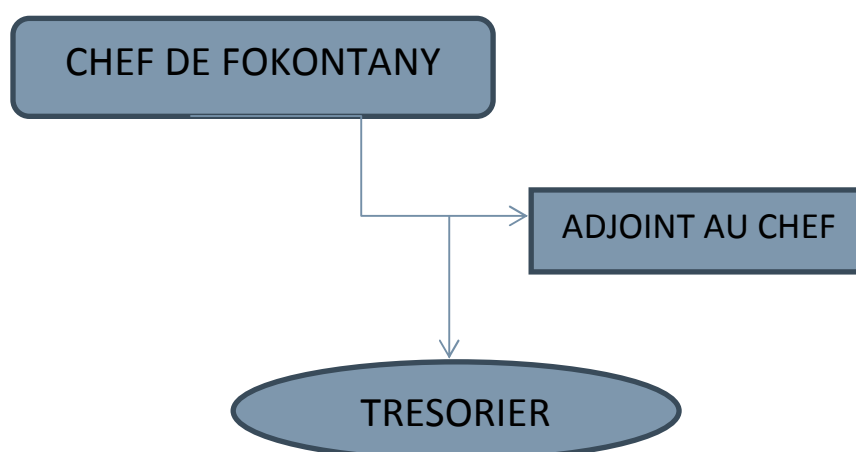 CHEF DE FOKONTANY
ADJOINT AU CHEF
TRESORIER